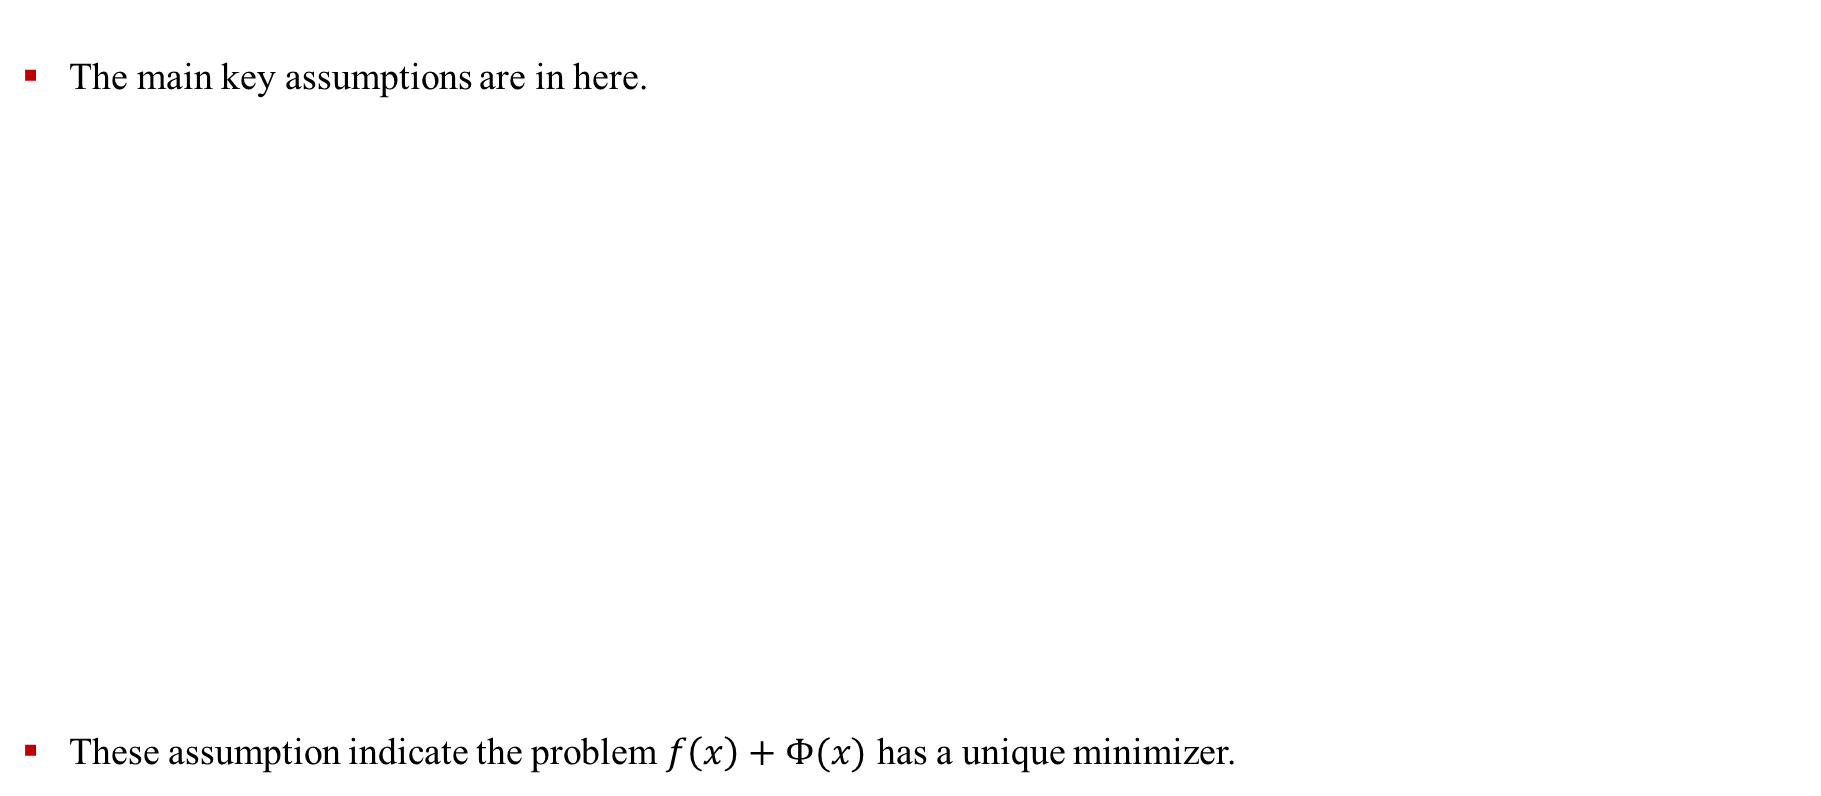 ▪ The main key assumptions are in here.
▪ These assumption indicate the problem f(x) + Φ(x) has a unique minimizer.